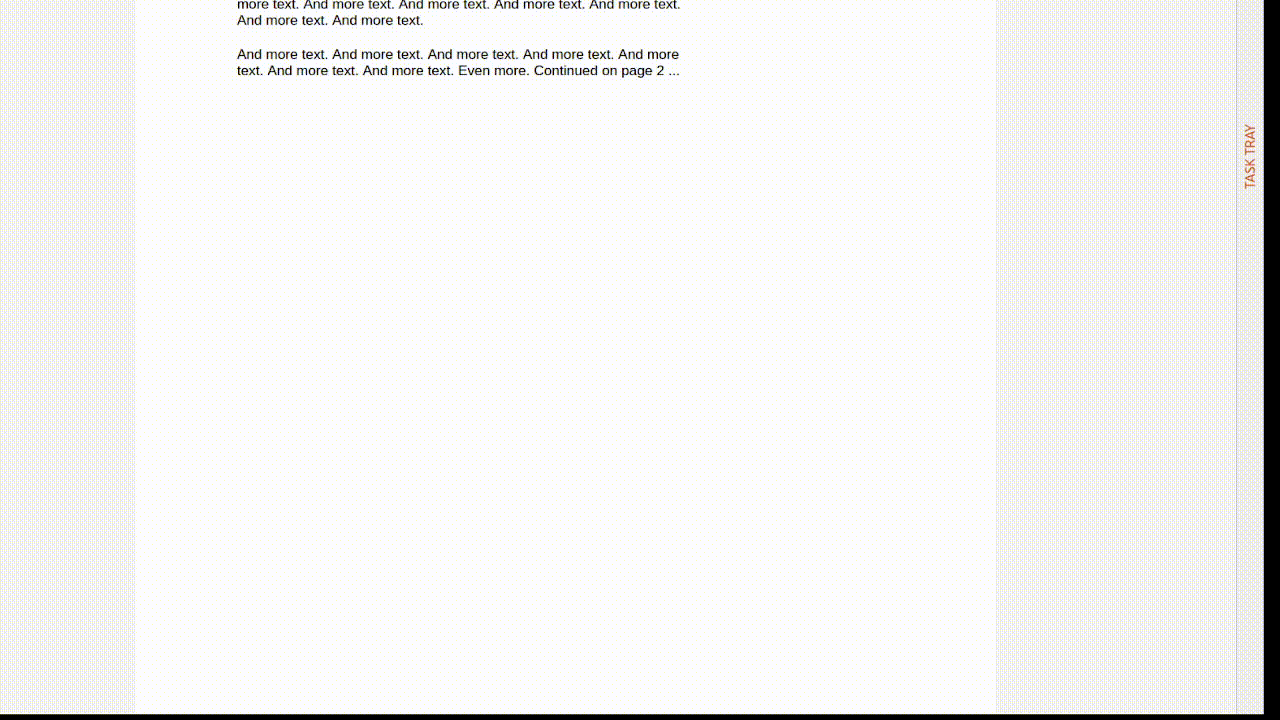 more text. And more text. And more text. And more text. And more text.
And more text. And more text.
And more text. And more text. And more text. And more text. And more
text. And more text. And more text. Even more. Continued on page 2 ...
TASK TRAY